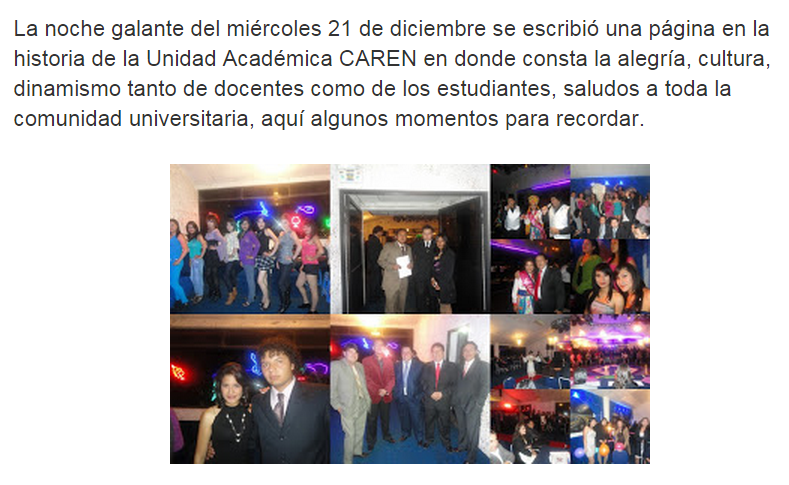 La noche galante del miércoles 21 de diciembre se escribió una página en la
historia de la Unidad Académica CAREN en donde consta la alegría, cultura,
dinamismo tanto de docentes como de los estudiantes, saludos a toda la
comunidad universitaria, aquí algunos momentos para recordar.